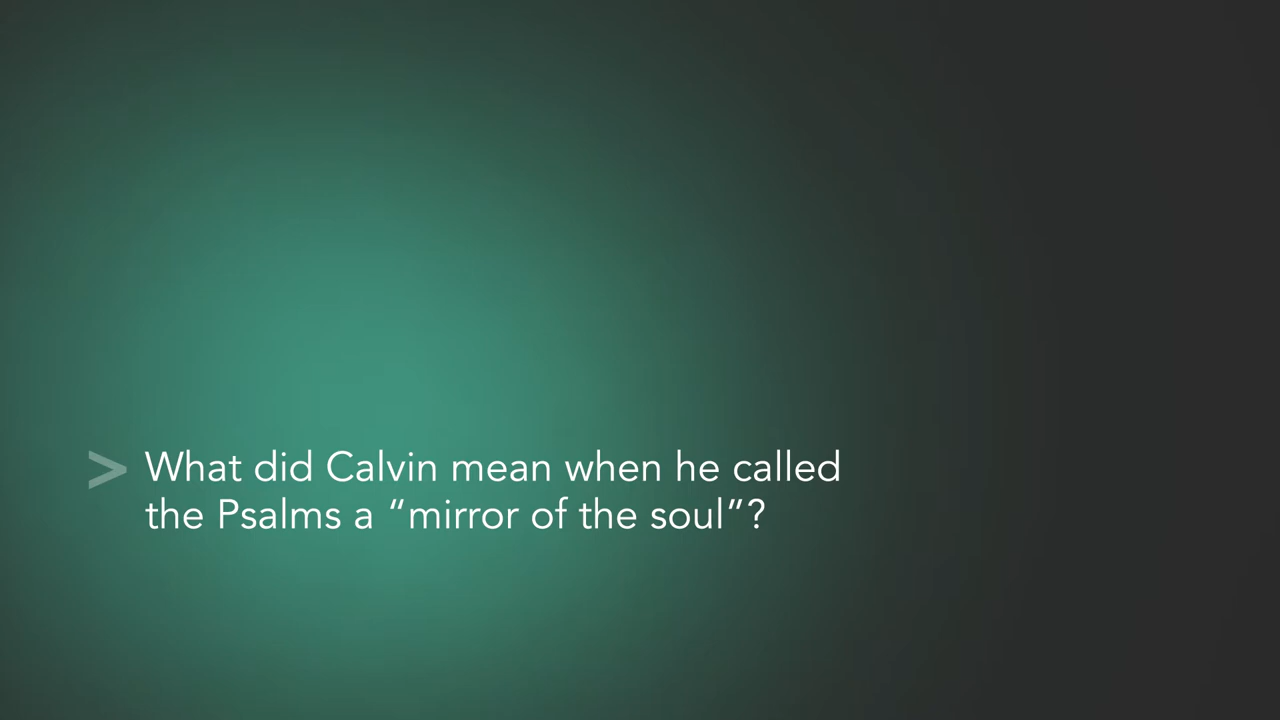 > What did Calvin mean when he called
the Psalms a “mirror of the soul”?